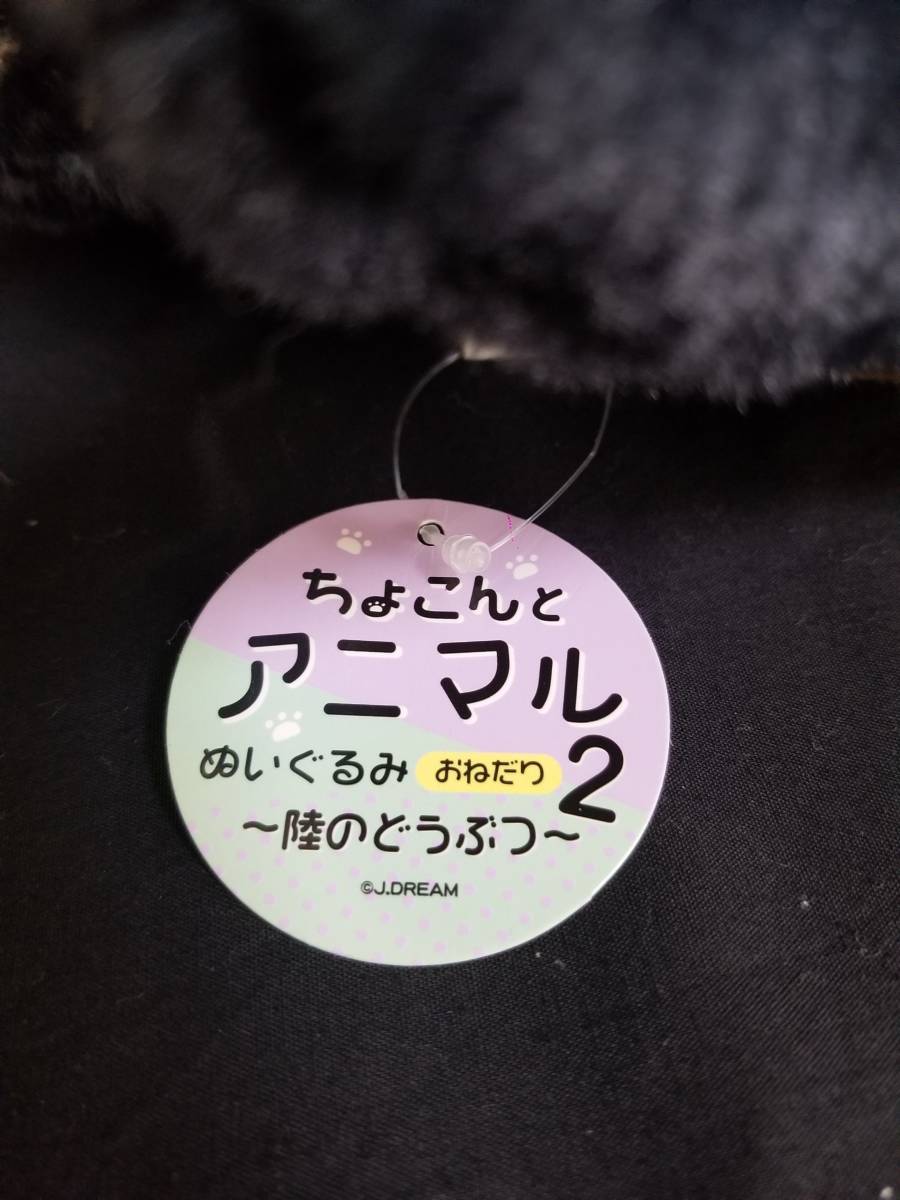 ちょこんと
アニマル
ぬいぐるみ おねだり 2
～陸のどうぶつ～
©J.DREAM